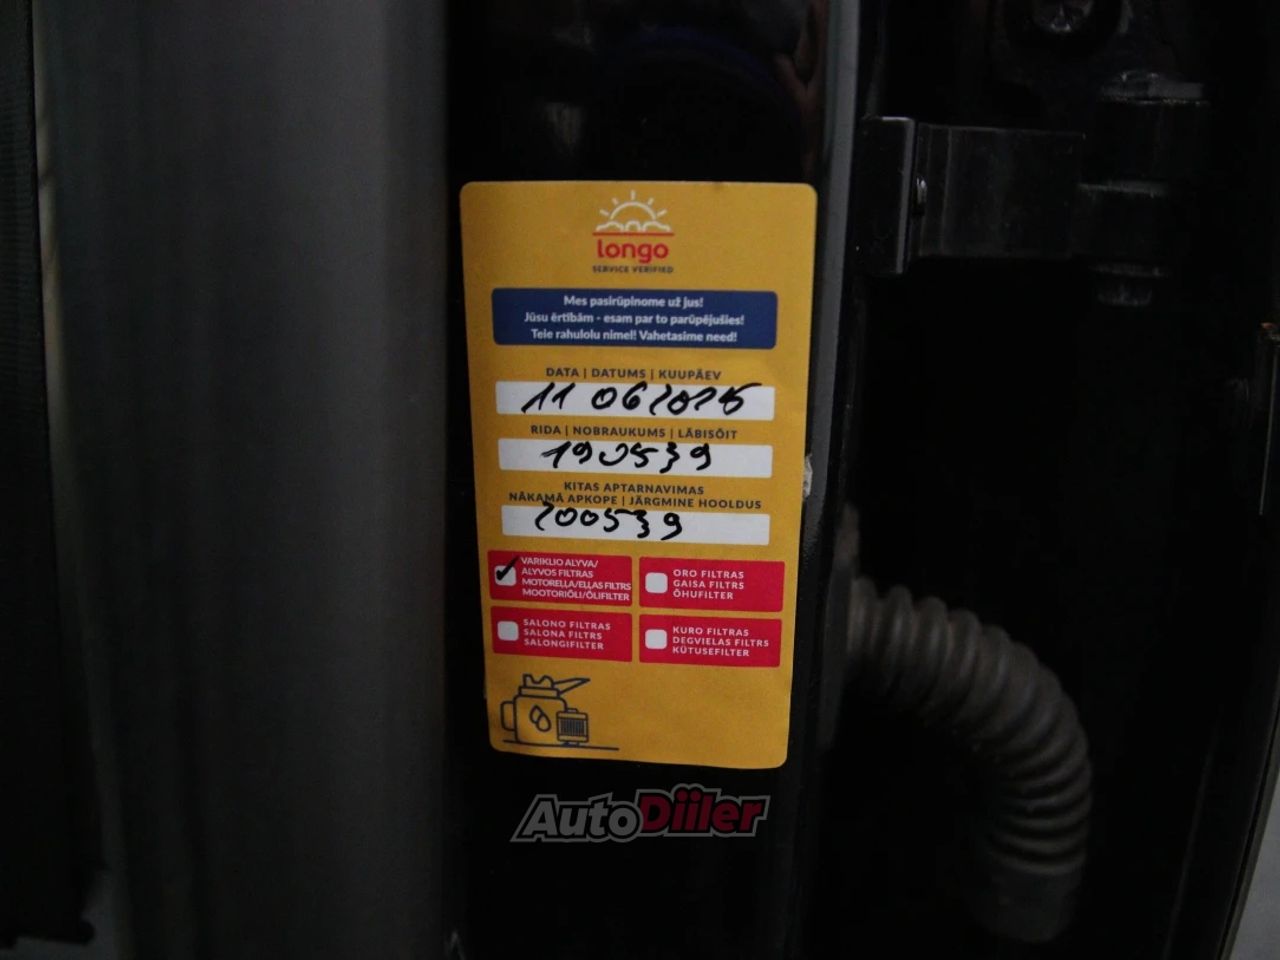 longo
SERVICE VERIFIED
Mes pasirūpinome už jus!
Jūsu ērtībām - esam par to parūpējušies!
Teie rahulolu nimel! Vahetasime need!
DATA | DATUMS | KUUPÄEV
11 06 2025
RIDA | NOBRAUKUMS | LÄBISÕIT
190539
KITAS APTARNAVIMAS
NĀKAMĀ APKOPE | JÄRGMINE HOOLDUS
200539
VARIKLIO ALYVA/
ALYVOS FILTRAS
MOTOREĻĻA/EĻĻAS FILTRS
MOOTORIÕLI/ÕLIFILTER
ORO FILTRAS
GAISA FILTRS
ÕHUFILTER
SALONO FILTRAS
SALONA FILTRS
SALONGIFILTER
KURO FILTRAS
DEGVIELAS FILTRS
KÜTUSEFILTER
AutoDiiler